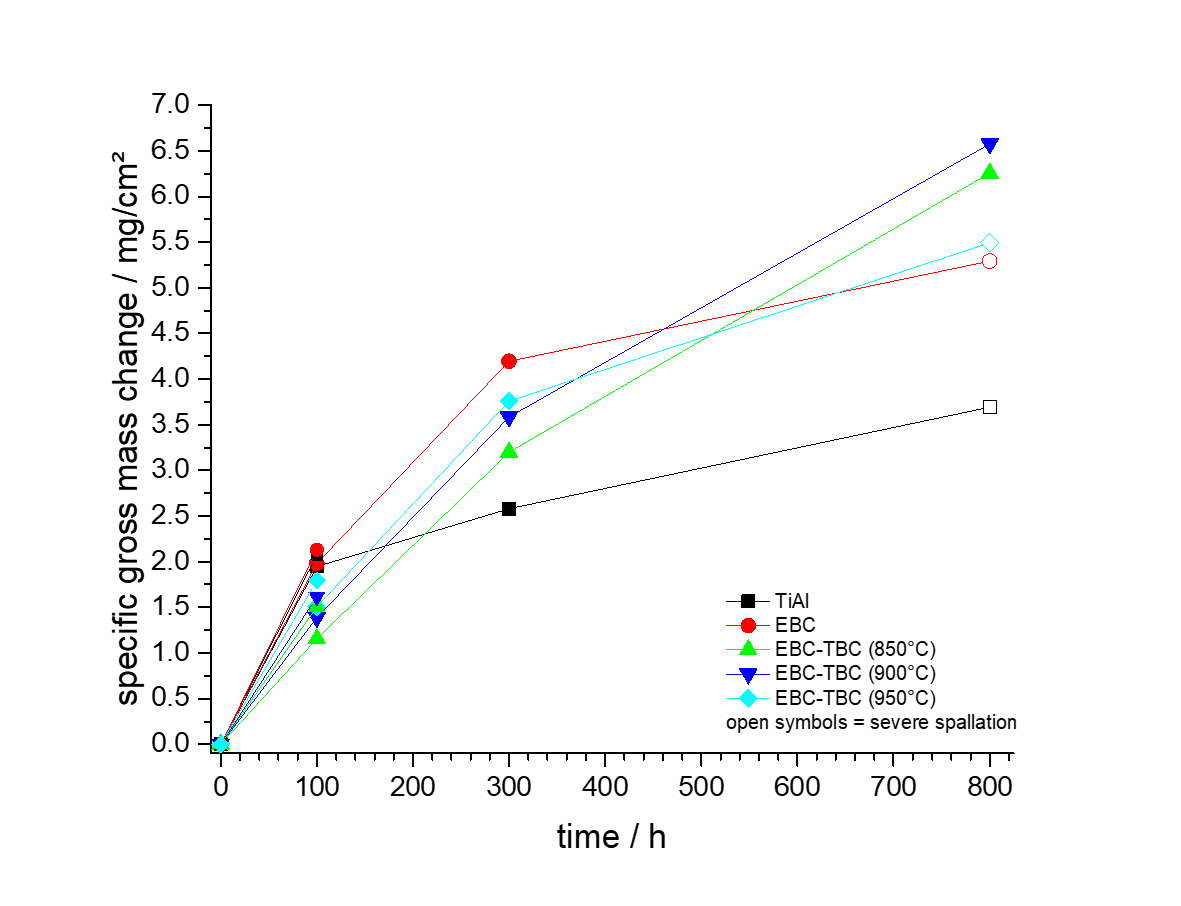 specific gross mass change / mg/cm²
7.0
6.5
6.0
5.5
5.0
4.5
4.0
3.5
3.0
2.5
2.0
1.5
1.0
0.5
0.0
TiAl
EBC
EBC-TBC (850°C)
EBC-TBC (900°C)
EBC-TBC (950°C)
open symbols = severe spallation
0 100 200 300 400 500 600 700 800
time / h